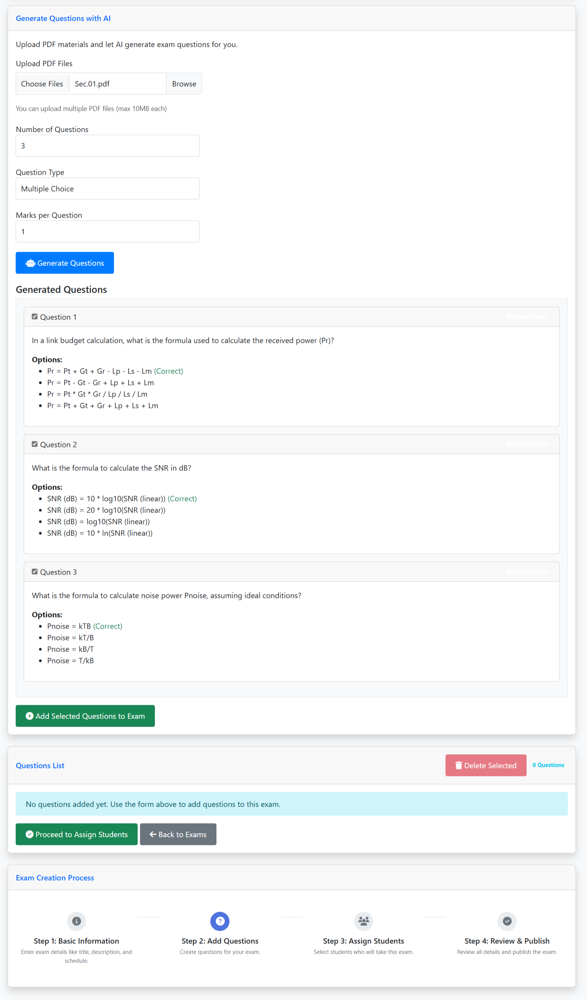 Generate Questions with AI
Upload PDF materials and let AI generate exam questions for you.
Upload PDF Files
Choose Files Sec.01.pdf Browse
You can upload multiple PDF files (max 10MB each)
Number of Questions
3
Question Type
Multiple Choice
Marks per Question
1
Generate Questions
Generated Questions
Question 1 Multiple Choice
In a link budget calculation, what is the formula used to calculate the received power (Pr)?
Options:
Pr = Pt + Gt + Gr - Lp - Ls - Lm (Correct)
Pr = Pt - Gt - Gr + Lp + Ls + Lm
Pr = Pt * Gt * Gr / Lp / Ls / Lm
Pr = Pt + Gt + Gr + Lp + Ls + Lm
Question 2 Multiple Choice
What is the formula to calculate the SNR in dB?
Options:
SNR (dB) = 10 * log10(SNR (linear)) (Correct)
SNR (dB) = 20 * log10(SNR (linear))
SNR (dB) = log10(SNR (linear))
SNR (dB) = 10 * ln(SNR (linear))
Question 3 Multiple Choice
What is the formula to calculate noise power Pnoise, assuming ideal conditions?
Options:
Pnoise = kTB (Correct)
Pnoise = kT/B
Pnoise = kB/T
Pnoise = T/kB
Add Selected Questions to Exam
Questions List Delete Selected 0 Questions
No questions added yet. Use the form above to add questions to this exam.
Proceed to Assign Students Back to Exams
Exam Creation Process
Step 1: Basic Information
Enter exam details like title, description, and
schedule.
Step 2: Add Questions
Create questions for your exam.
Step 3: Assign Students
Select students who will take this exam.
Step 4: Review & Publish
Review all details and publish the exam.